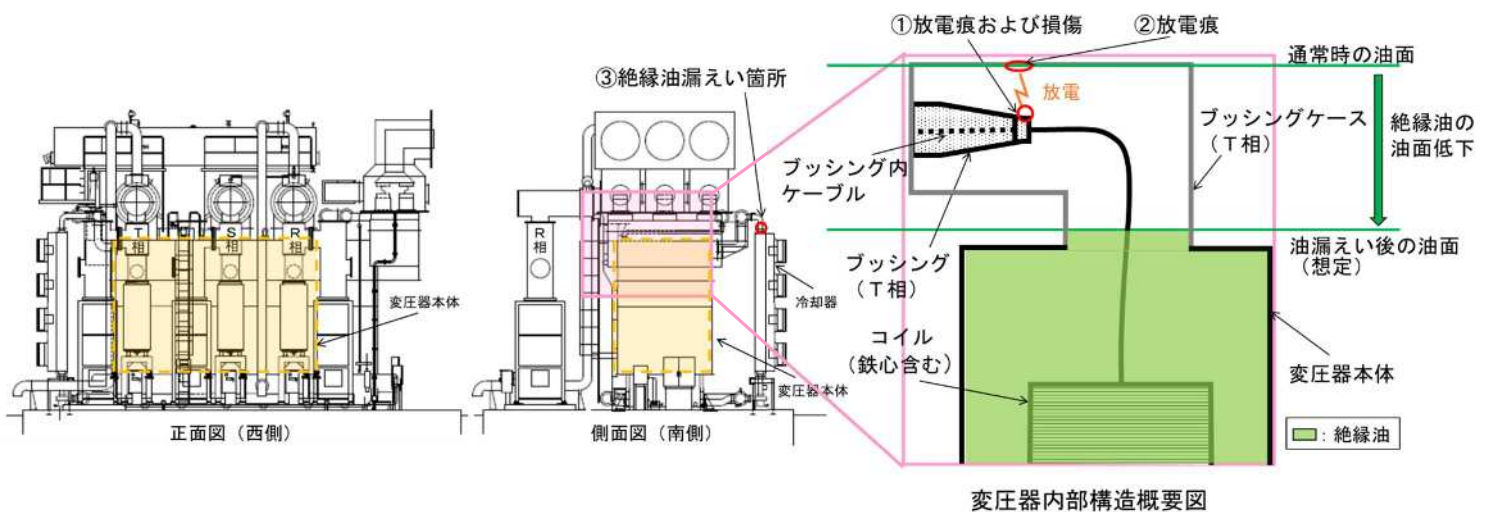 T
相
S
相
R
相
変圧器本体
正面図（西側）
③絶縁油漏えい箇所
R
相
冷却器
変圧器本体
側面図（南側）
①放電痕および損傷
②放電痕
通常時の油面
放電
ブッシングケース
（T相）
絶縁油の
油面低下
ブッシング内
ケーブル
ブッシング
（T相）
油漏えい後の油面
（想定）
コイル
（鉄心含む）
変圧器本体
：絶縁油
変圧器内部構造概要図